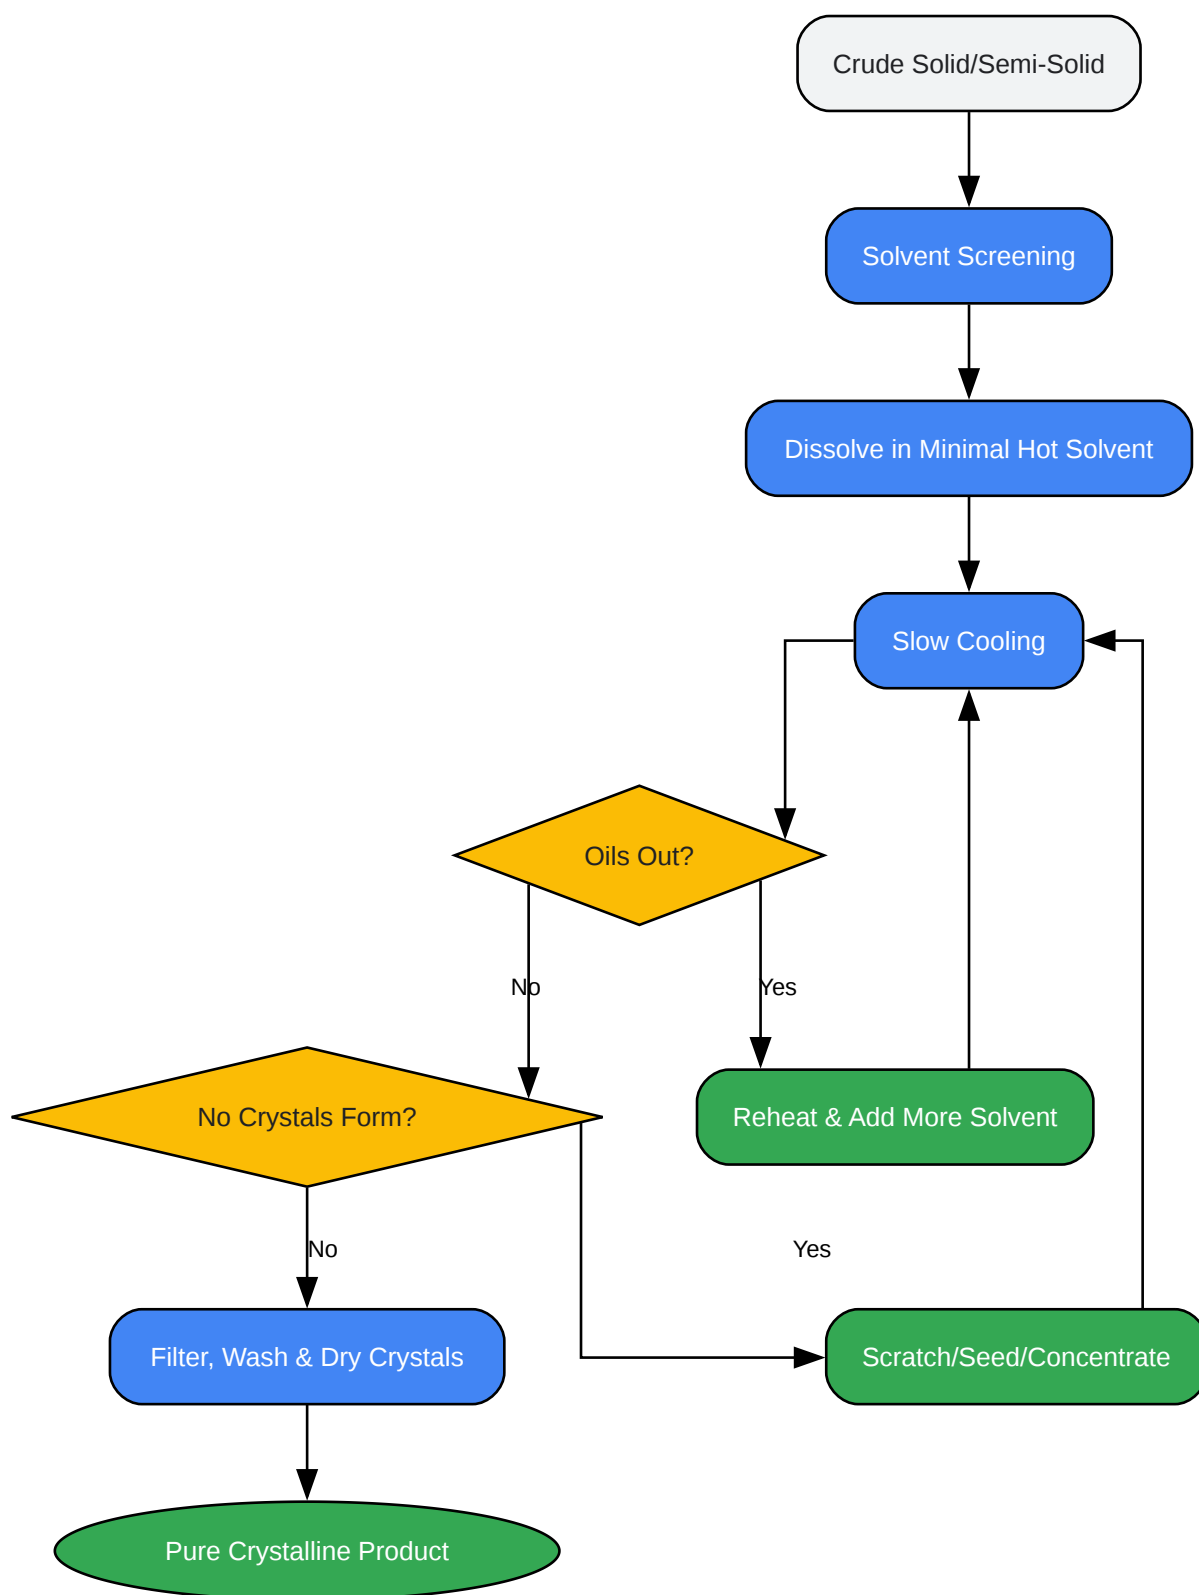 Crude Solid/Semi-Solid
Solvent Screening
Dissolve in Minimal Hot Solvent
Slow Cooling
Oils Out?
No
Yes
No Crystals Form?
Reheat & Add More Solvent
No
Yes
Filter, Wash & Dry Crystals
Scratch/Seed/Concentrate
Pure Crystalline Product